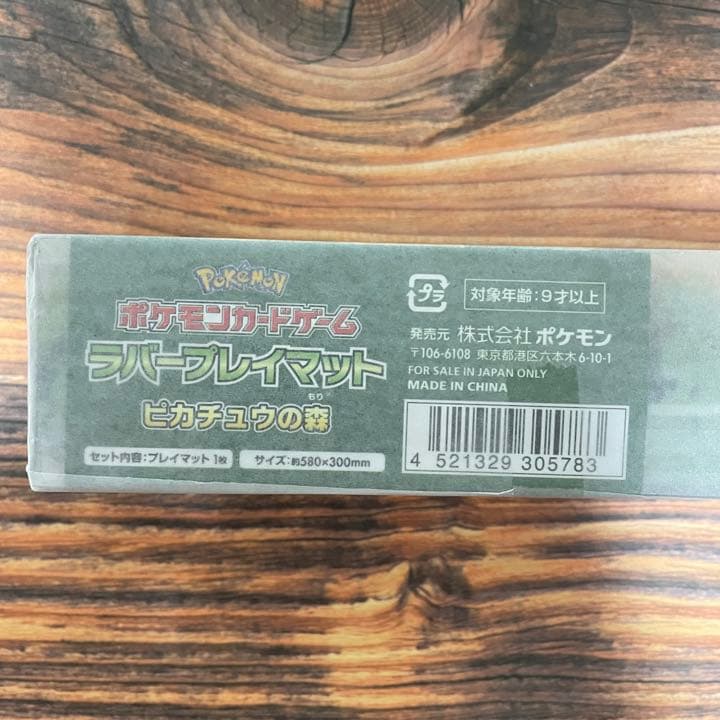 POKéMON
ポケモンカードゲーム
ラバープレイマット
もり
ピカチュウの森
セット内容:プレイマット 1枚
サイズ:約580×300mm
プラ
対象年齢:9才以上
発売元 株式会社 ポケモン
〒106-6108 東京都港区六本木6-10-1
FOR SALE IN JAPAN ONLY
MADE IN CHINA
4 521329 305783